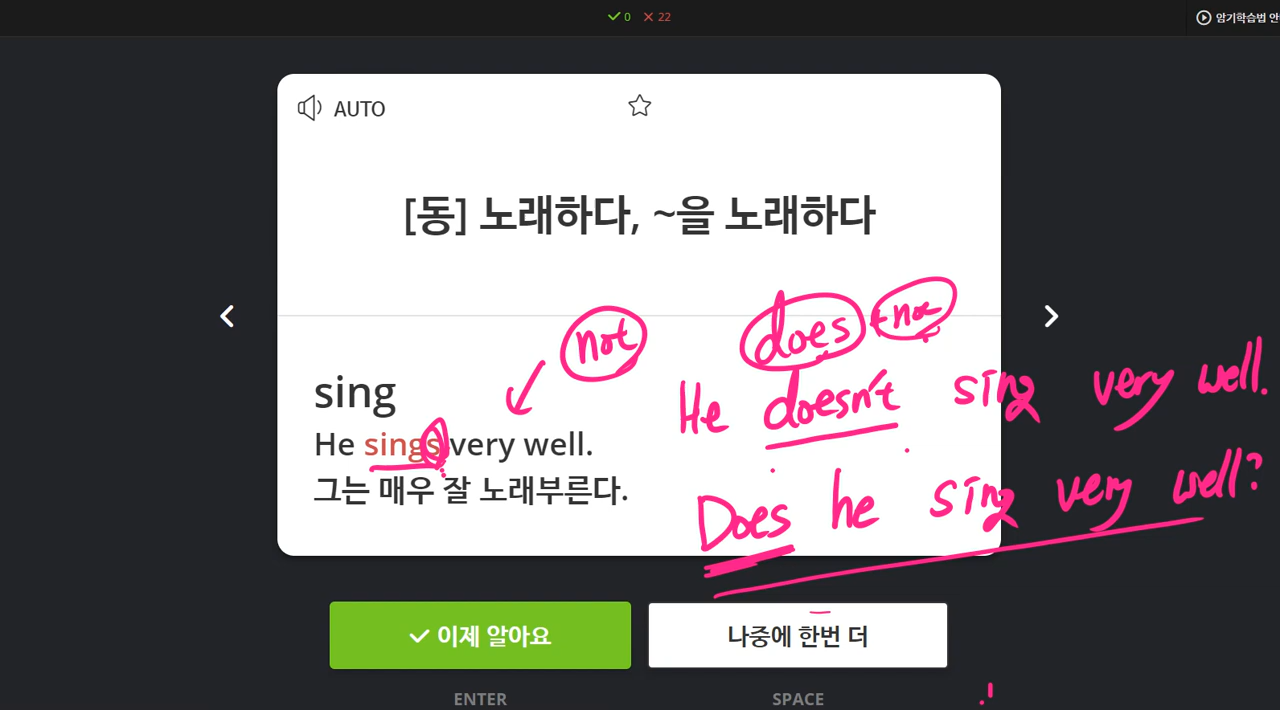 0 22
암기학습법 안
AUTO
[동] 노래하다, ~을 노래하다
not
does + not
sing
He doesn't sing very well.
He sings very well.
그는 매우 잘 노래부른다.
Does he sing very well?
이제 알아요
나중에 한번 더
ENTER
SPACE